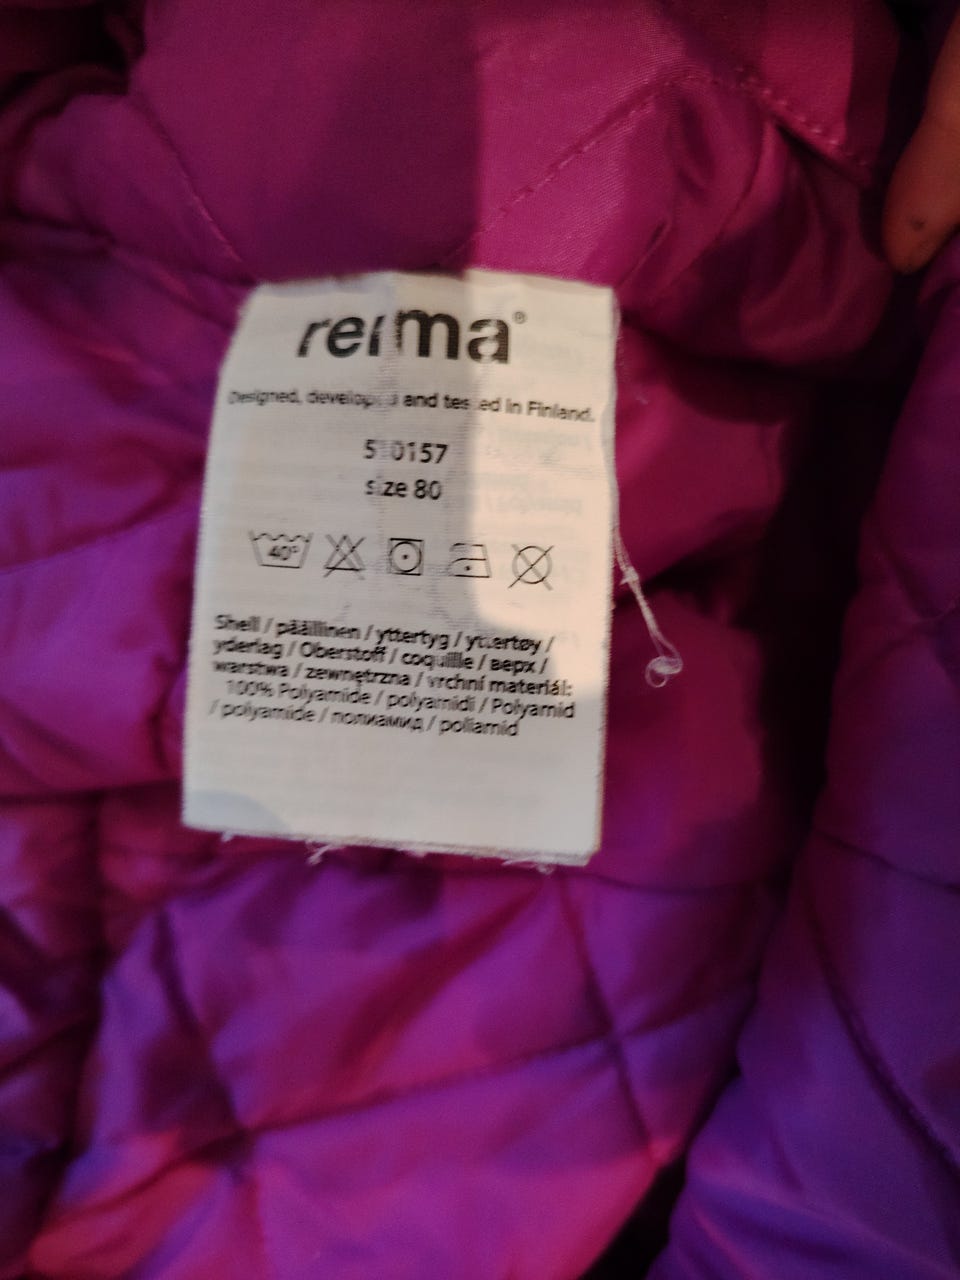 reima®
Designed, developed and tested in Finland.
510157
size 80
40°
Shell / päällinen / yttertyg / yttertøy /
yderlag / Oberstoff / coquille / верх /
warstwa / zewnętrzna / vrchní materiál:
100% Polyamide / polyamidi / Polyamid
/ polyamide / полиамид / poliamid